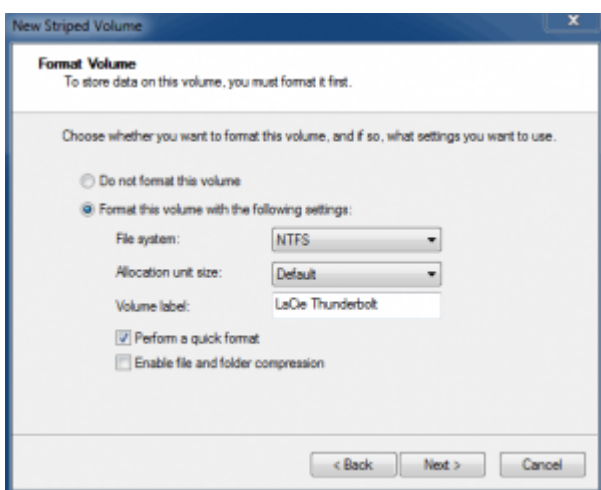 New Striped Volume
Format Volume
To store data on this volume, you must format it first.
Choose whether you want to format this volume, and if so, what settings you want to use.
Do not format this volume
Format this volume with the following settings:
File system: NTFS
Allocation unit size: Default
Volume label: LaCie Thunderbolt
Perform a quick format
Enable file and folder compression
< Back Next > Cancel